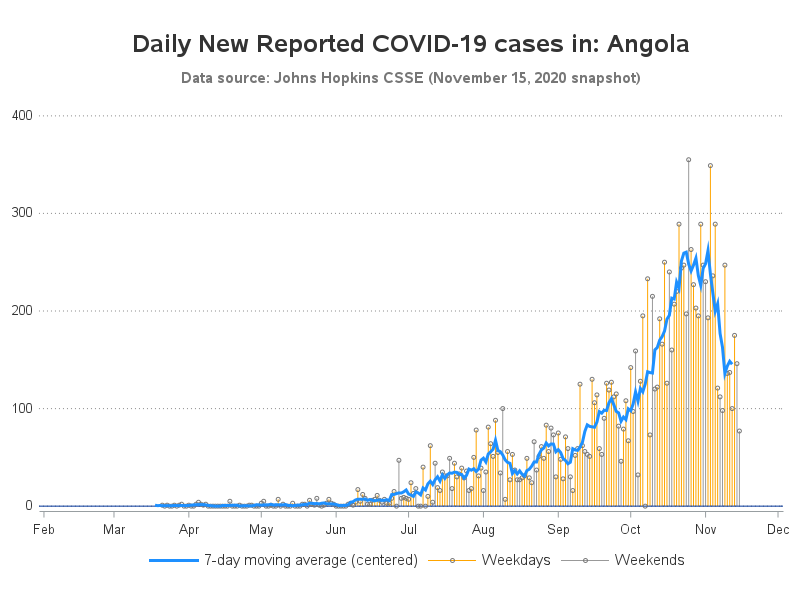 Daily New Reported COVID-19 cases in: Angola
Data source: Johns Hopkins CSSE (November 15, 2020 snapshot)
400
300
200
100
0
Feb Mar Apr May Jun Jul Aug Sep Oct Nov Dec
7-day moving average (centered) Weekdays Weekends